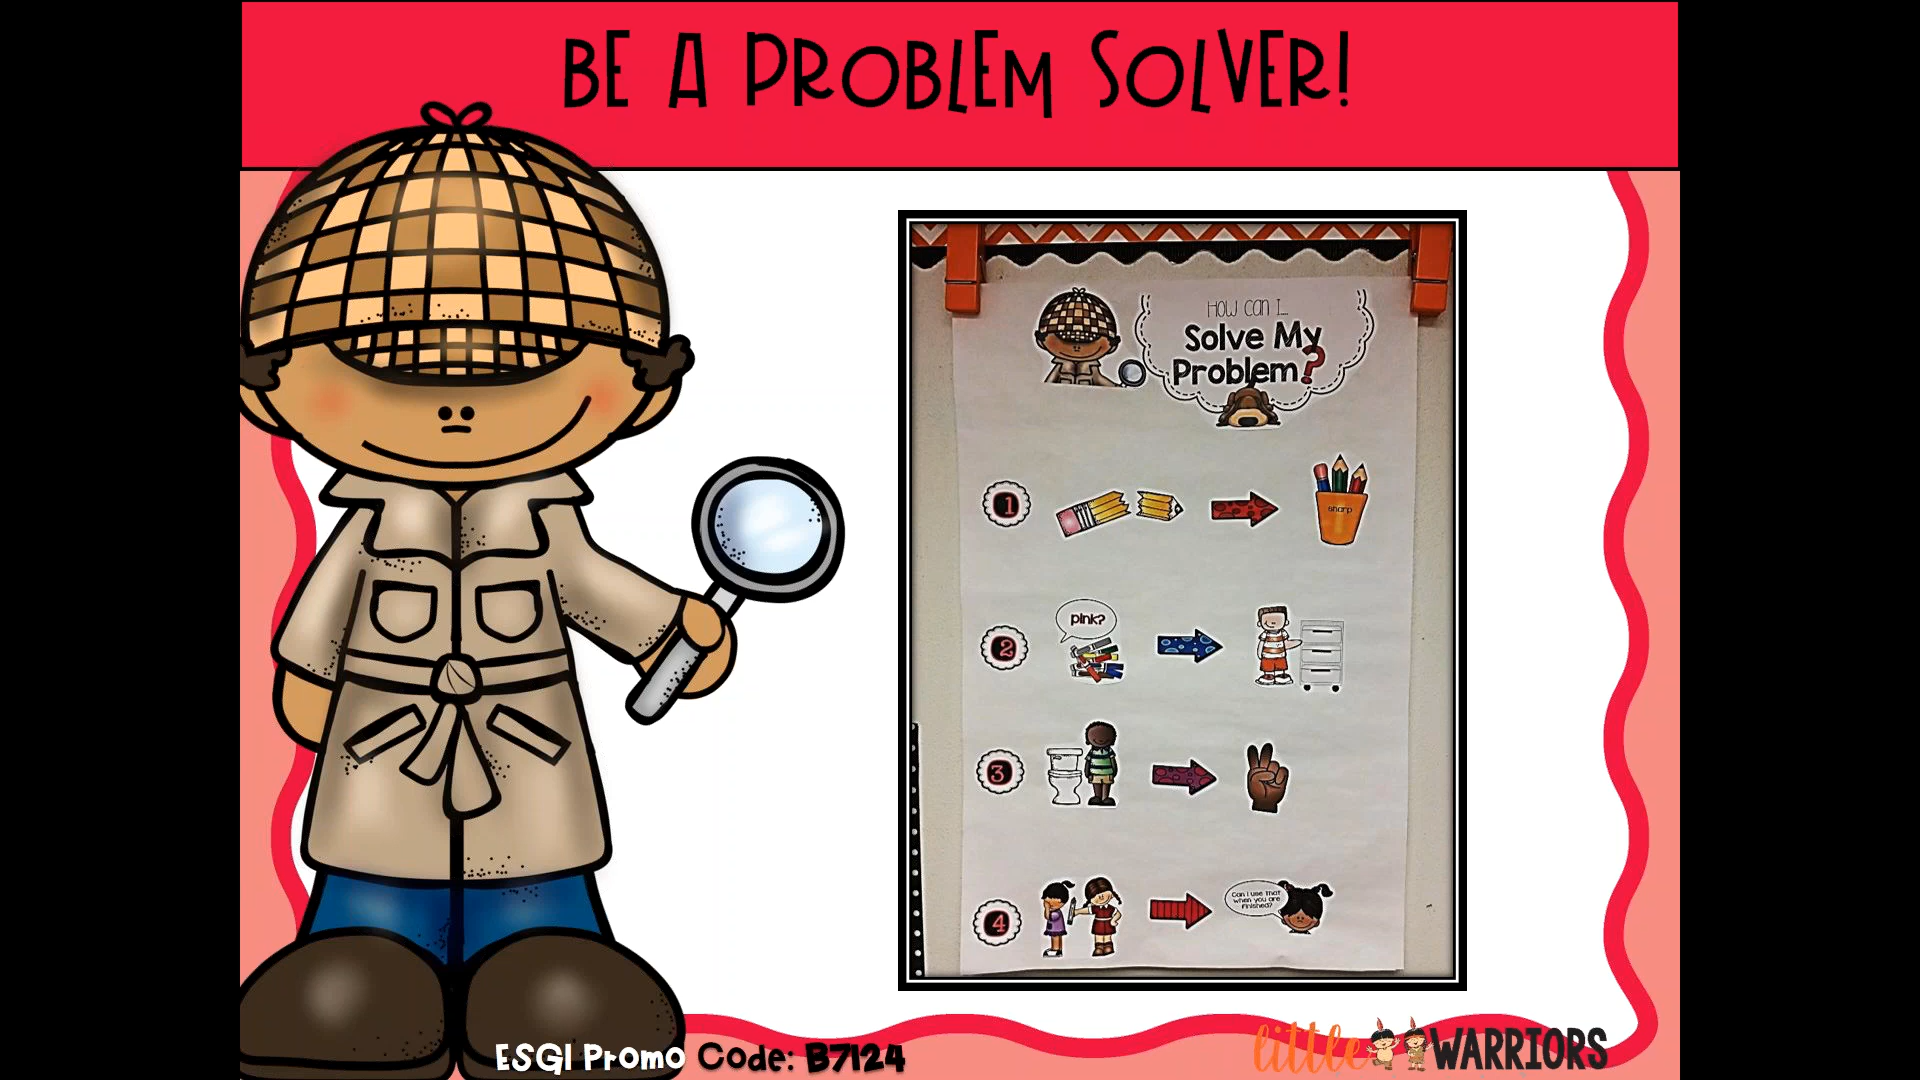 BE A PROBLEM SOLVER!
How can I...
Solve My
Problem?
1
sharp
2
pink?
3
4
Can I use that
when you are
finished?
ESGI Promo Code: B7124
little WARRIORS